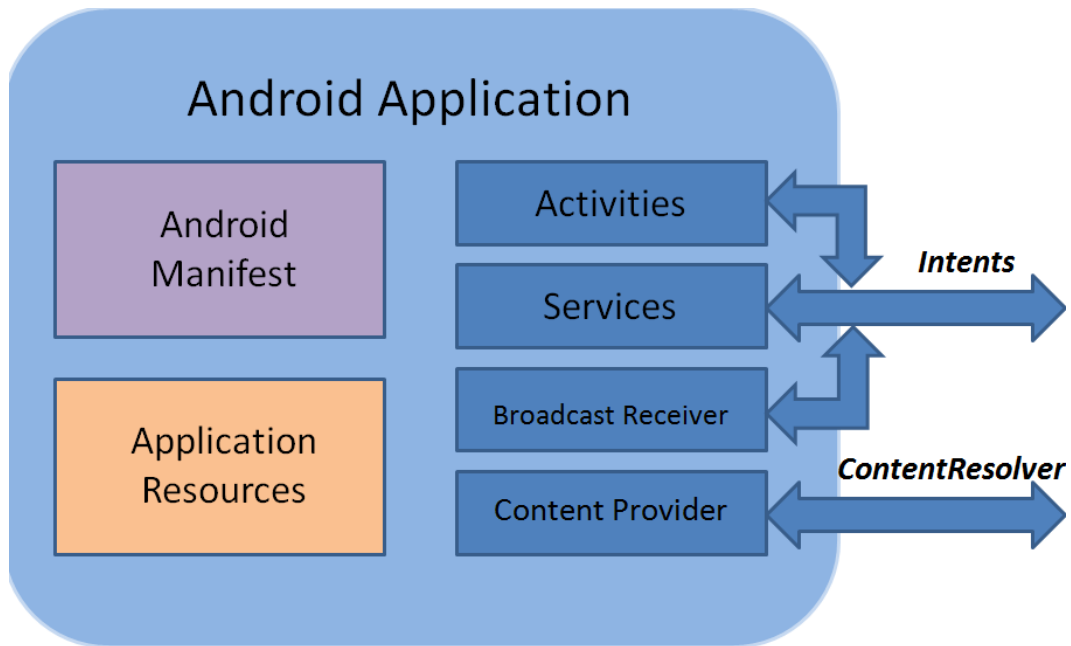 Android Application
Android
Manifest
Application
Resources
Activities
Services
Broadcast Receiver
Content Provider
Intents
ContentResolver